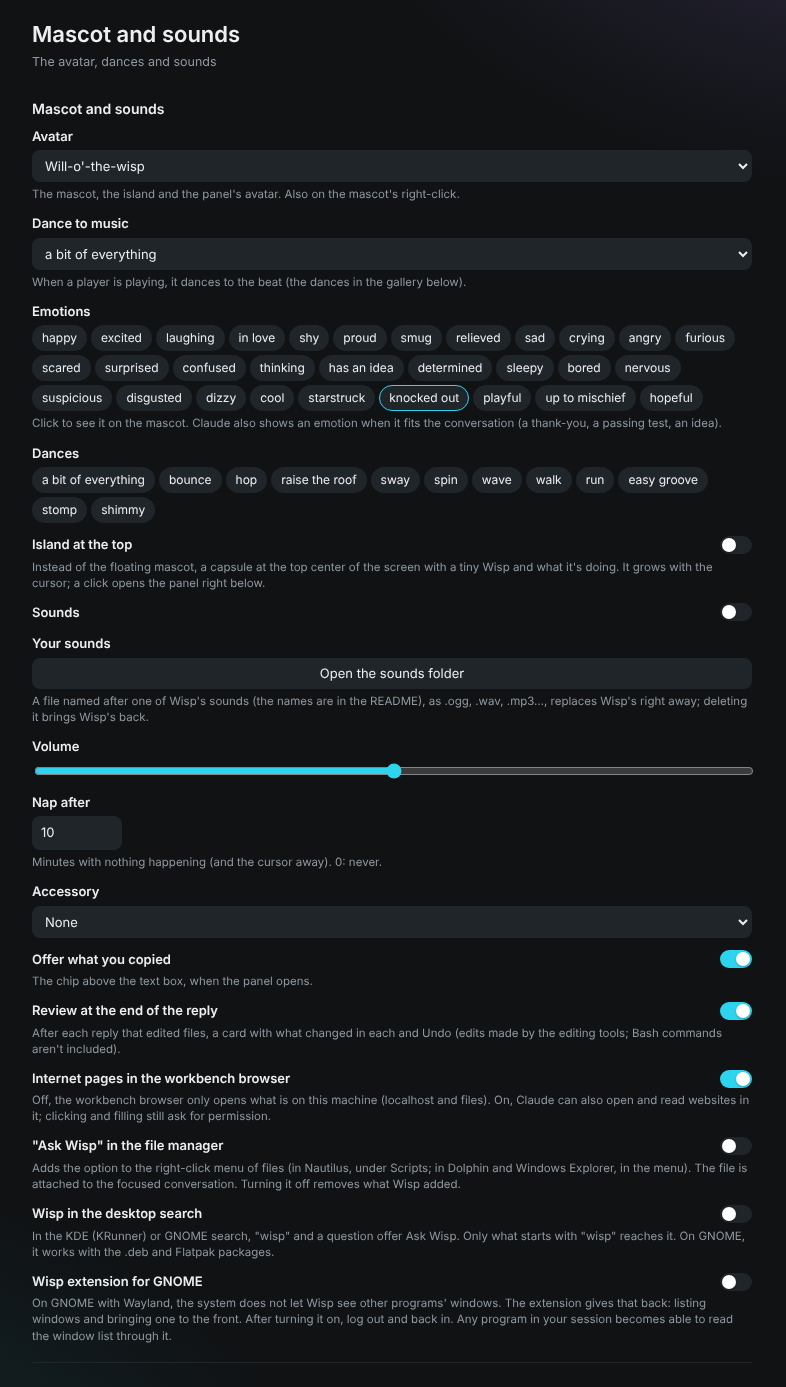 Mascot and sounds
The avatar, dances and sounds
Mascot and sounds
Avatar
Will-o'-the-wisp
The mascot, the island and the panel's avatar. Also on the mascot's right-click.
Dance to music
a bit of everything
When a player is playing, it dances to the beat (the dances in the gallery below).
Emotions
happy excited laughing in love shy proud smug relieved sad crying angry furious
scared surprised confused thinking has an idea determined sleepy bored nervous
suspicious disgusted dizzy cool starstruck knocked out playful up to mischief hopeful
Click to see it on the mascot. Claude also shows an emotion when it fits the conversation (a thank-you, a passing test, an idea).
Dances
a bit of everything bounce hop raise the roof sway spin wave walk run easy groove
stomp shimmy
Island at the top
Instead of the floating mascot, a capsule at the top center of the screen with a tiny Wisp and what it's doing. It grows with the
cursor; a click opens the panel right below.
Sounds
Your sounds
Open the sounds folder
A file named after one of Wisp's sounds (the names are in the README), as .ogg, .wav, .mp3..., replaces Wisp's right away; deleting
it brings Wisp's back.
Volume
Nap after
10
Minutes with nothing happening (and the cursor away). 0: never.
Accessory
None
Offer what you copied
The chip above the text box, when the panel opens.
Review at the end of the reply
After each reply that edited files, a card with what changed in each and Undo (edits made by the editing tools; Bash commands
aren't included).
Internet pages in the workbench browser
Off, the workbench browser only opens what is on this machine (localhost and files). On, Claude can also open and read websites in
it; clicking and filling still ask for permission.
"Ask Wisp" in the file manager
Adds the option to the right-click menu of files (in Nautilus, under Scripts; in Dolphin and Windows Explorer, in the menu). The file is
attached to the focused conversation. Turning it off removes what Wisp added.
Wisp in the desktop search
In the KDE (KRunner) or GNOME search, "wisp" and a question offer Ask Wisp. Only what starts with "wisp" reaches it. On GNOME,
it works with the .deb and Flatpak packages.
Wisp extension for GNOME
On GNOME with Wayland, the system does not let Wisp see other programs' windows. The extension gives that back: listing
windows and bringing one to the front. After turning it on, log out and back in. Any program in your session becomes able to read
the window list through it.